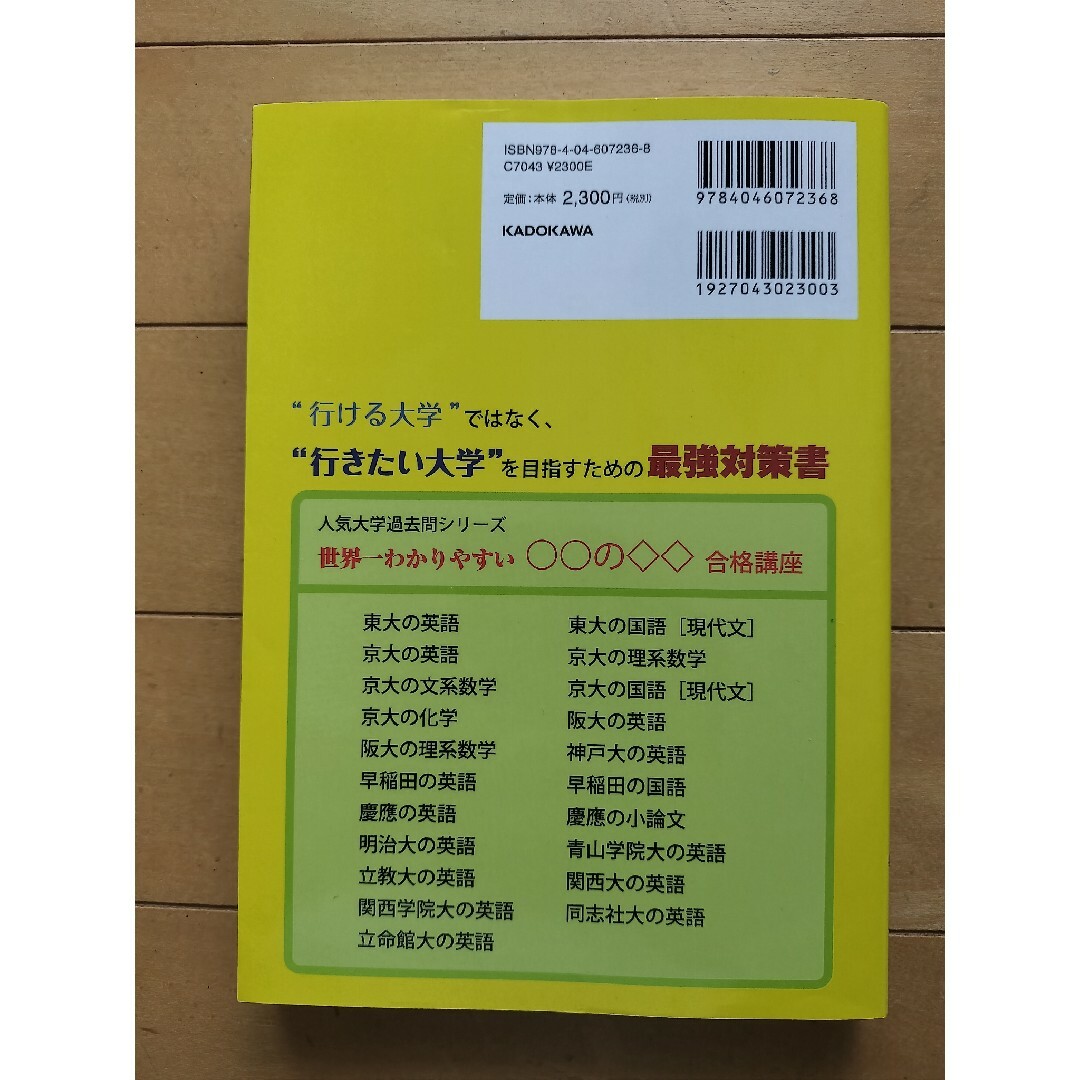 ISBN978-4-04-607236-8
C7043 ¥2300E
定価:本体 2,300円(税別)
KADOKAWA
9784046072368
1927043023003
“行ける大学”ではなく、
“行きたい大学”を目指すための最強対策書
人気大学過去問シリーズ
世界一わかりやすい 〇〇の◇◇ 合格講座
東大の英語
京大の英語
京大の文系数学
京大の化学
阪大の理系数学
早稲田の英語
慶應の英語
明治大の英語
立教大の英語
関西学院大の英語
立命館大の英語
東大の国語[現代文]
京大の理系数学
京大の国語[現代文]
阪大の英語
神戸大の英語
早稲田の国語
慶應の小論文
青山学院大の英語
関西大の英語
同志社大の英語